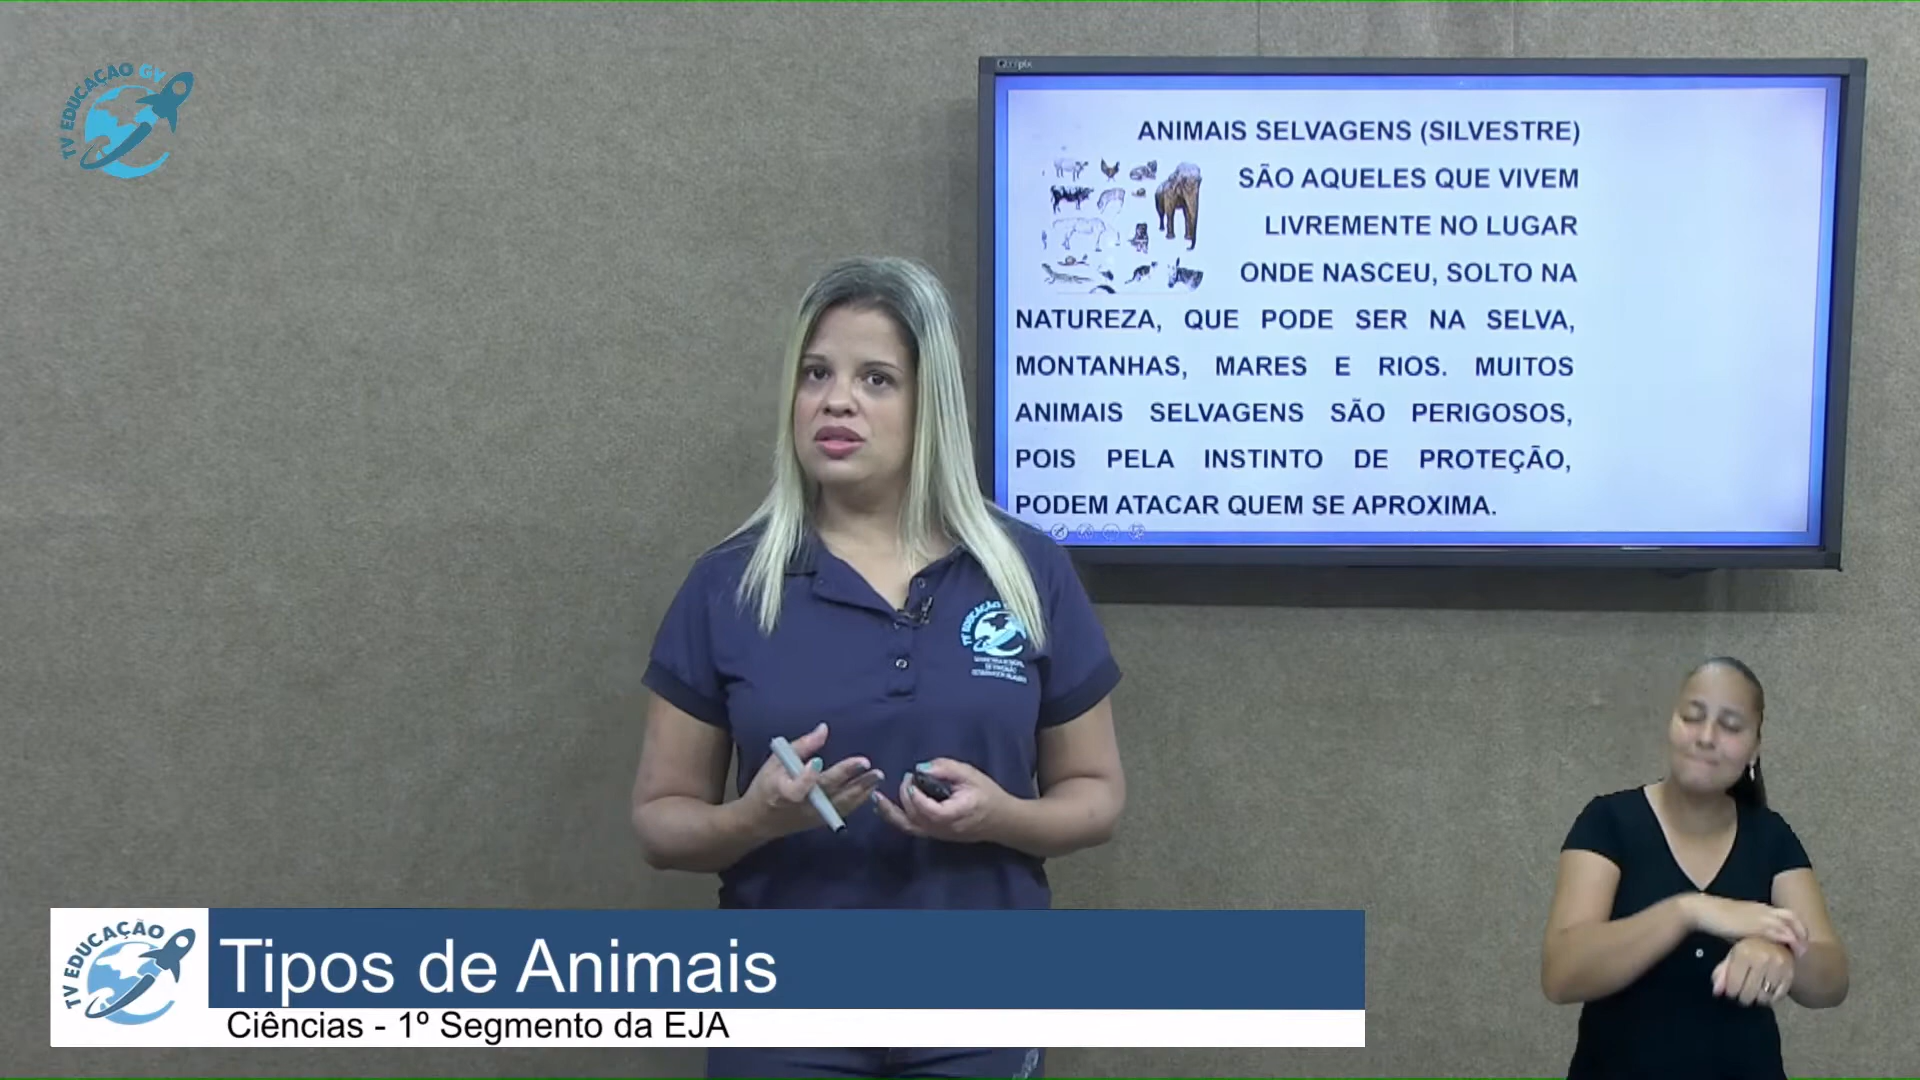 TV EDUCAÇÃO GV
ANIMAIS SELVAGENS (SILVESTRE)
SÃO AQUELES QUE VIVEM
LIVREMENTE NO LUGAR
ONDE NASCEU, SOLTO NA
NATUREZA, QUE PODE SER NA SELVA,
MONTANHAS, MARES E RIOS. MUITOS
ANIMAIS SELVAGENS SÃO PERIGOSOS,
POIS PELA INSTINTO DE PROTEÇÃO,
PODEM ATACAR QUEM SE APROXIMA.
TV EDUCAÇÃO
TV EDUCAÇÃO
Tipos de Animais
Ciências - 1º Segmento da EJA